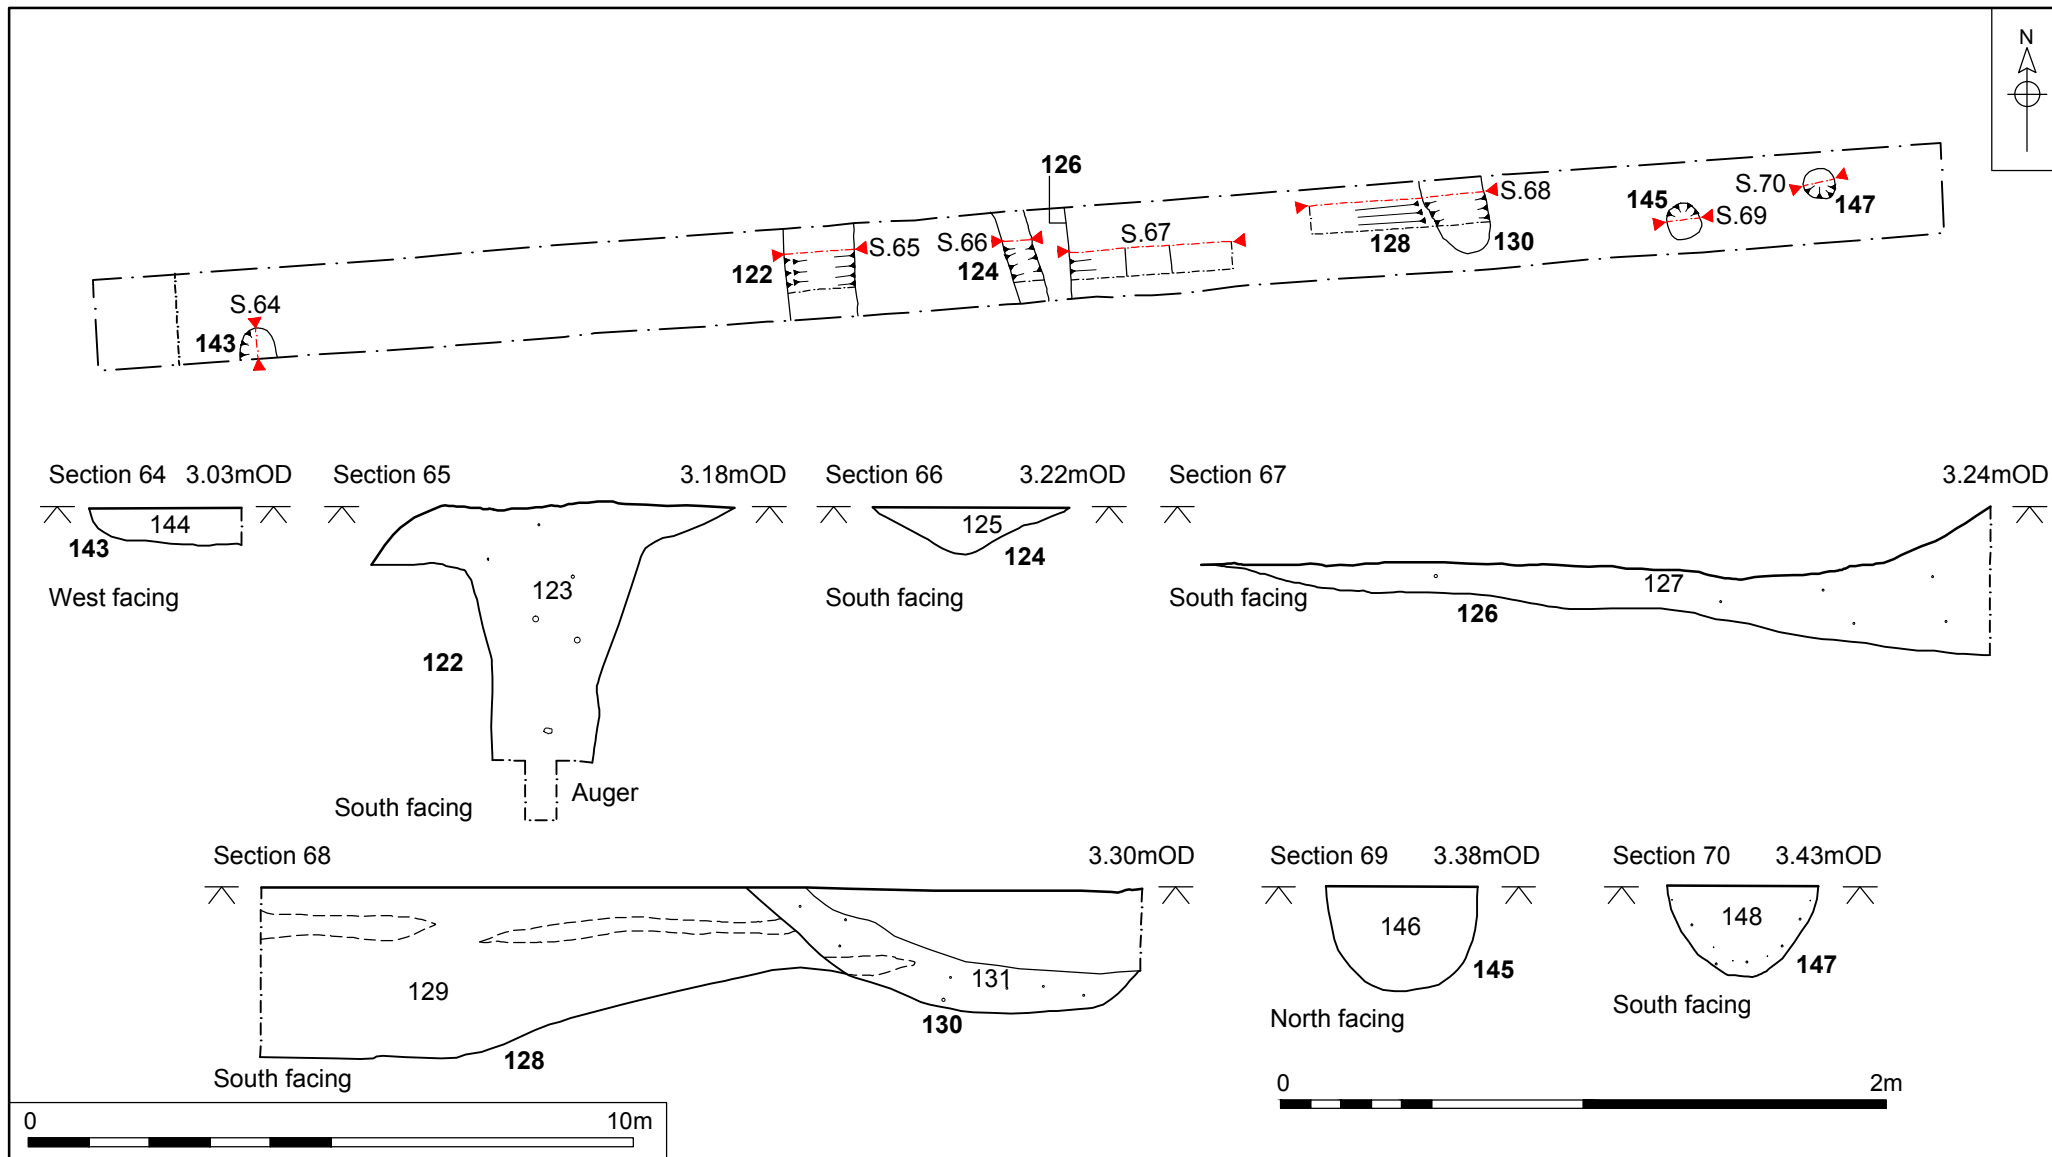 N
126
S.68
S.70
145
147
S.69
S.67
S.66
S.65
122
124
128
130
S.64
143
Section 64 3.03mOD
Section 65 3.18mOD
Section 66 3.22mOD
Section 67 3.24mOD
144
143
West facing
123
122
South facing
Auger
125
124
South facing
127
126
South facing
Section 68 3.30mOD
Section 69 3.38mOD
Section 70 3.43mOD
129
131
130
128
South facing
146
145
North facing
148
147
South facing
0 10m
0 2m